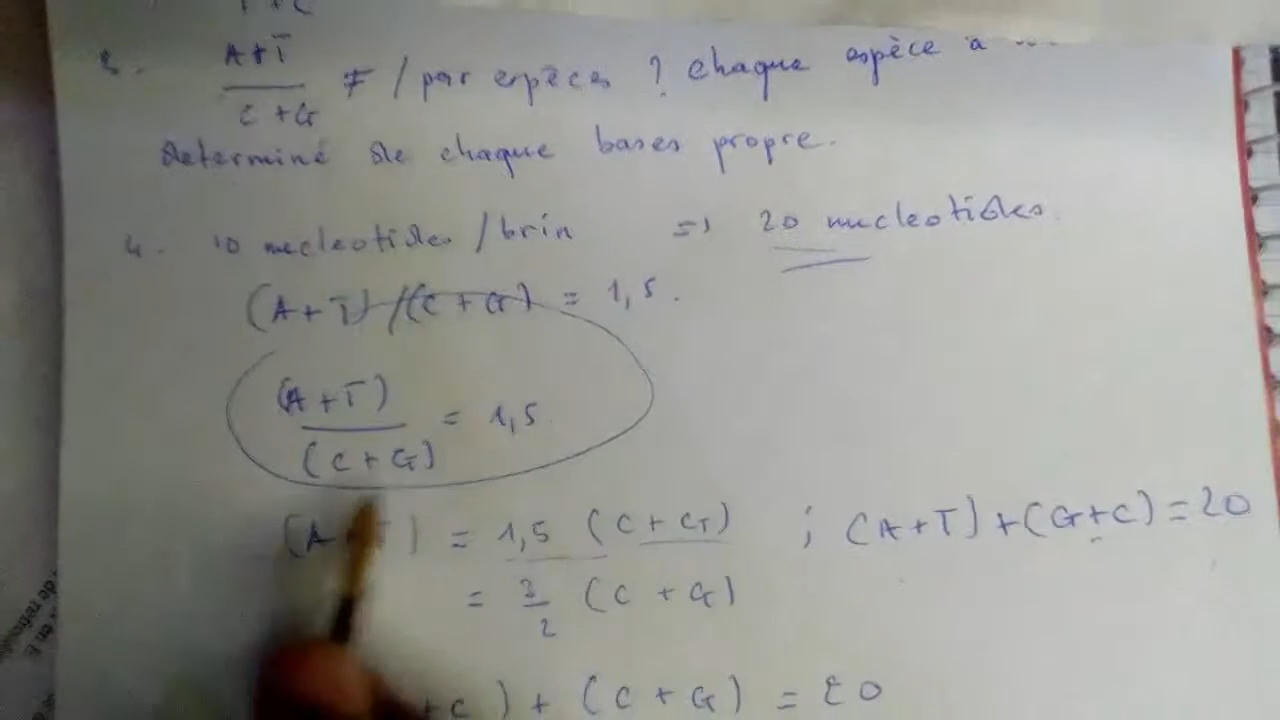 3. A+T / C+G ≠ / par espèces ? chaque espèce a ...
determiné de chaque bases propre.
4. 10 nucleotides / brin => 20 nucleotides.
(A+T)/(C+G) = 1,5.
(A+T) / (C+G) = 1,5.
(A+T) = 1,5 (C+G) ; (A+T)+(G+C)=20
= 3/2 (C+G)
+C) + (C+G) = 20